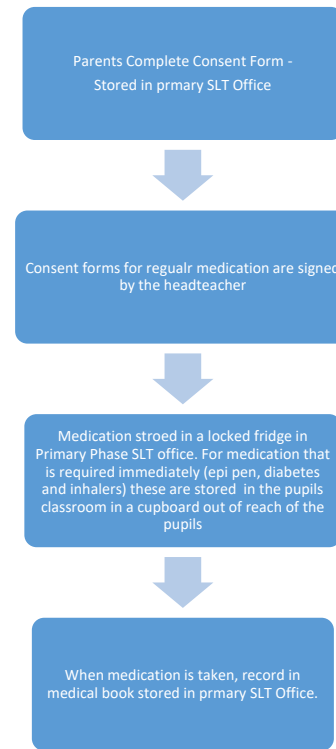 Parents Complete Consent Form -
Stored in prmary SLT Office
Consent forms for regualr medication are signed
by the headteacher
Medication stroed in a locked fridge in
Primary Phase SLT office. For medication that
is required immediately (epi pen, diabetes
and inhalers) these are stored in the pupils
classroom in a cupboard out of reach of the
pupils
When medication is taken, record in
medical book stored in prmary SLT Office.